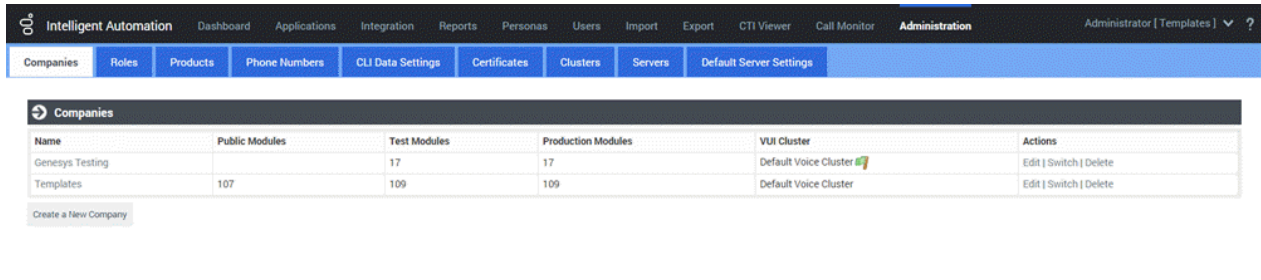 Intelligent Automation Dashboard Applications Integration Reports Personas Users Import Export CTI Viewer Call Monitor Administration Administrator [ Templates ] ?
Companies Roles Products Phone Numbers CLI Data Settings Certificates Clusters Servers Default Server Settings
Companies
Name Public Modules Test Modules Production Modules VUI Cluster Actions
Genesys Testing 17 17 Default Voice Cluster Edit | Switch | Delete
Templates 107 109 109 Default Voice Cluster Edit | Switch | Delete
Create a New Company